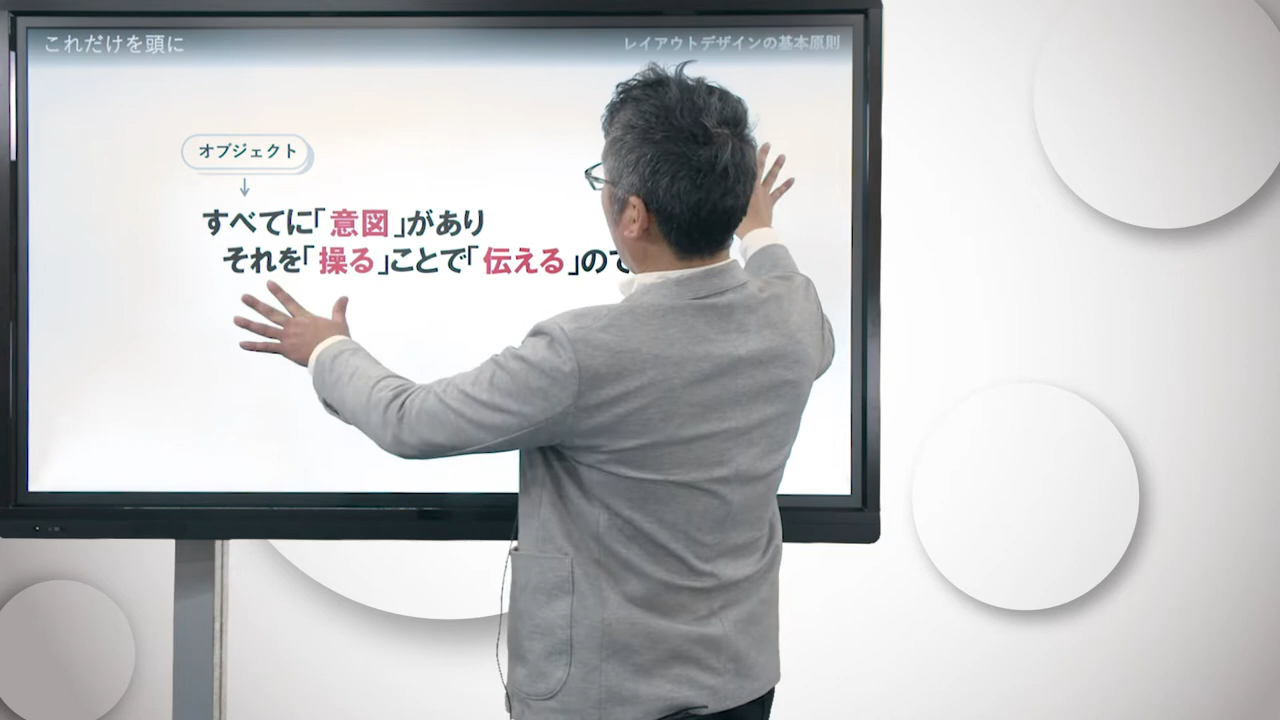 これだけを頭に
レイアウトデザインの基本原則
オブジェクト
すべてに「意図」があり
それを「操る」ことで「伝える」ので